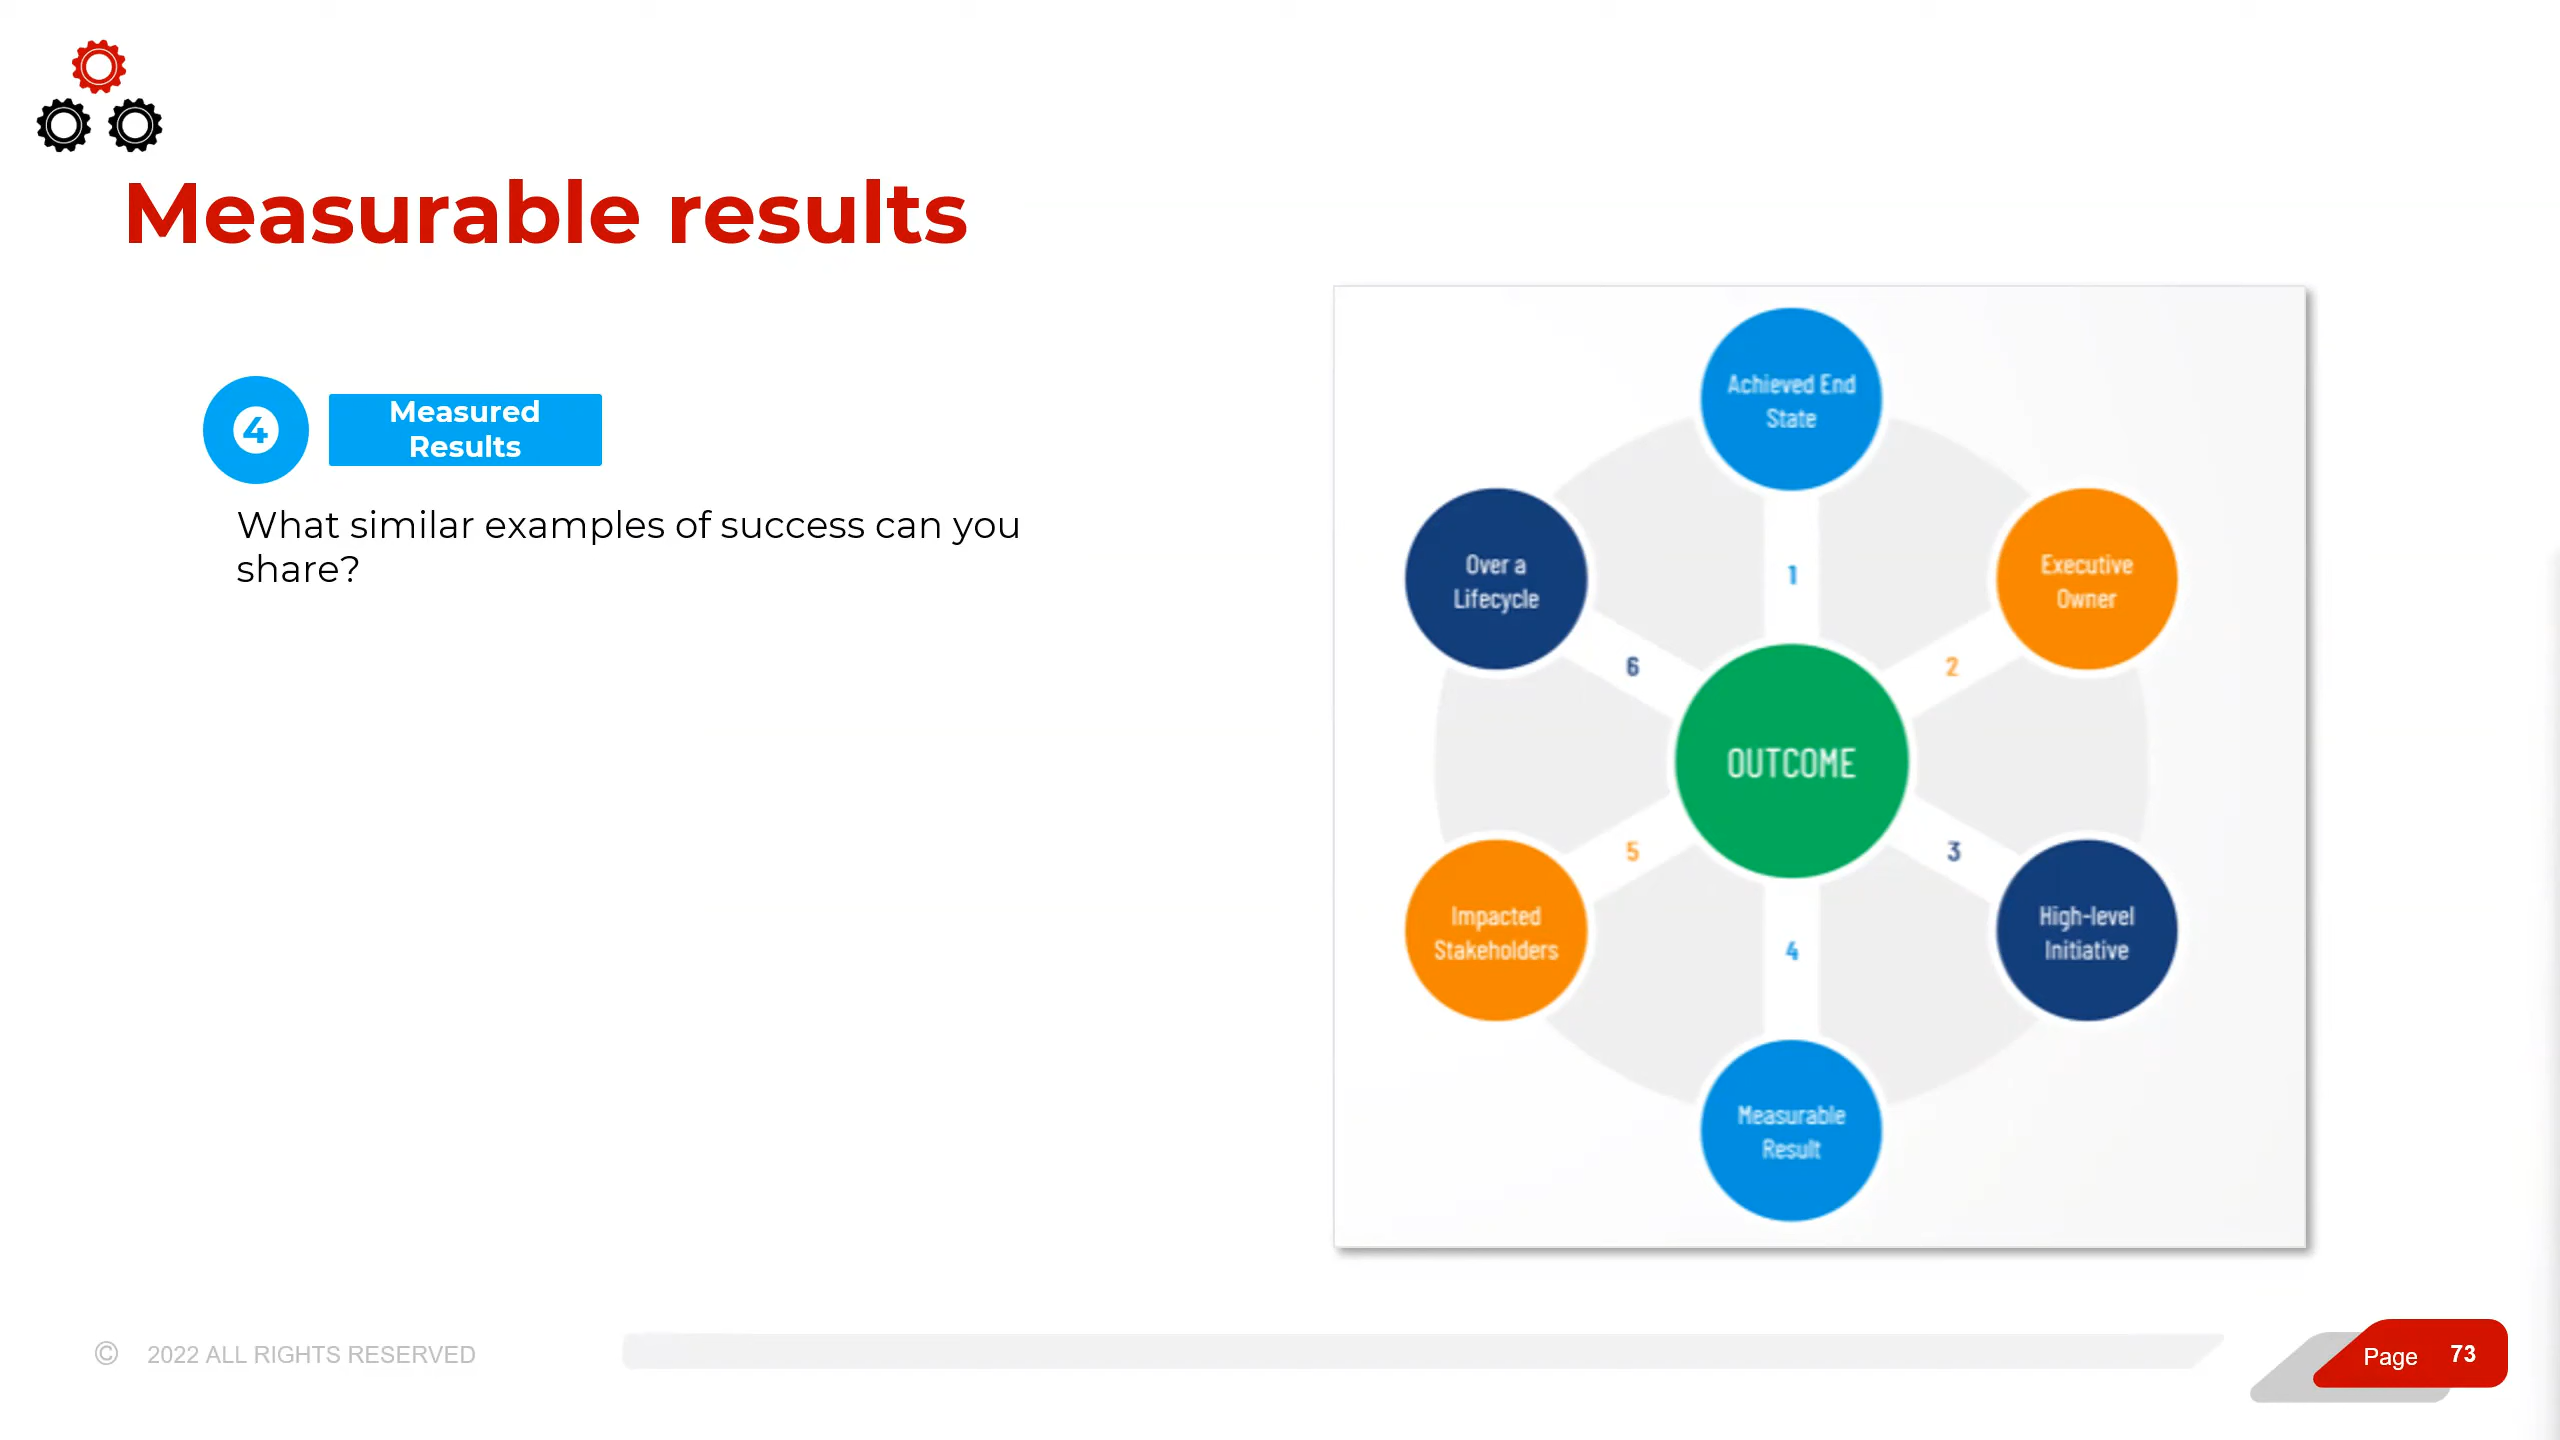 Measurable results
4
Measured
Results
What similar examples of success can you
share?
Achieved End
State
Over a
Lifecycle
Executive
Owner
1
6
2
OUTCOME
5
3
Impacted
Stakeholders
High-level
Initiative
4
Measurable
Result
© 2022 ALL RIGHTS RESERVED
Page 73